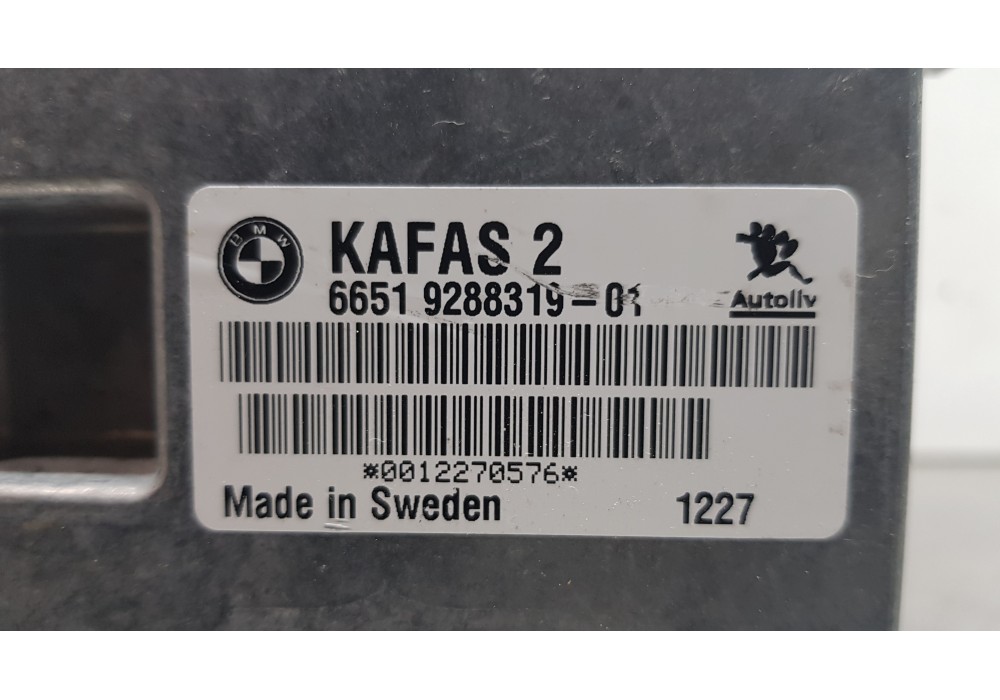 BMW
KAFAS 2
6651 9288319-01
Autoliv
*0012270576*
Made in Sweden 1227